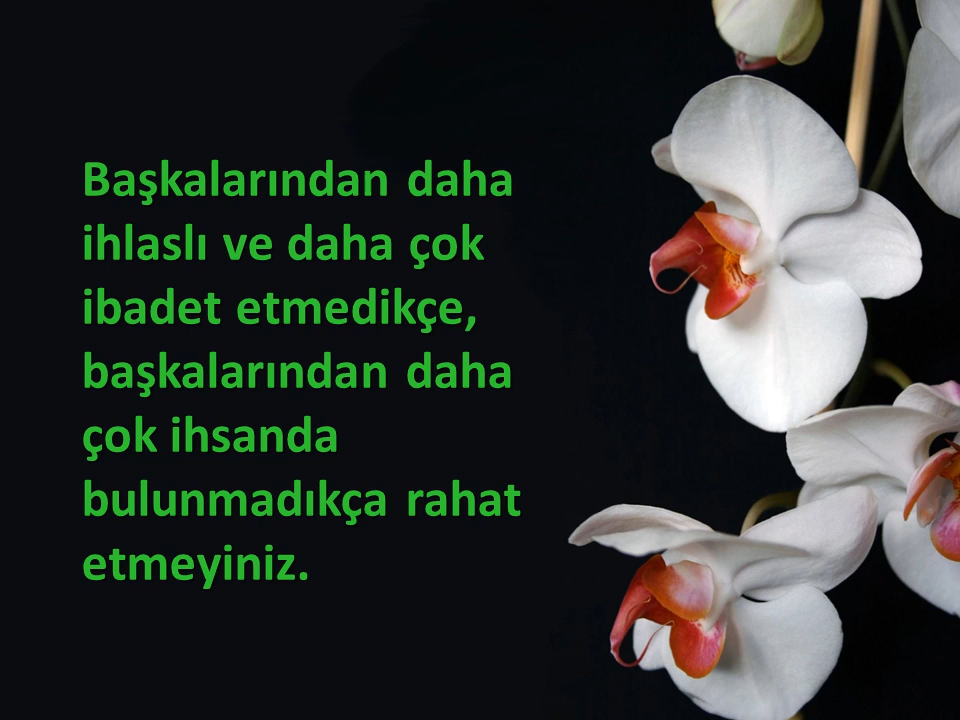 Başkalarından daha
ihlaslı ve daha çok
ibadet etmedikçe,
başkalarından daha
çok ihsanda
bulunmadıkça rahat
etmeyiniz.